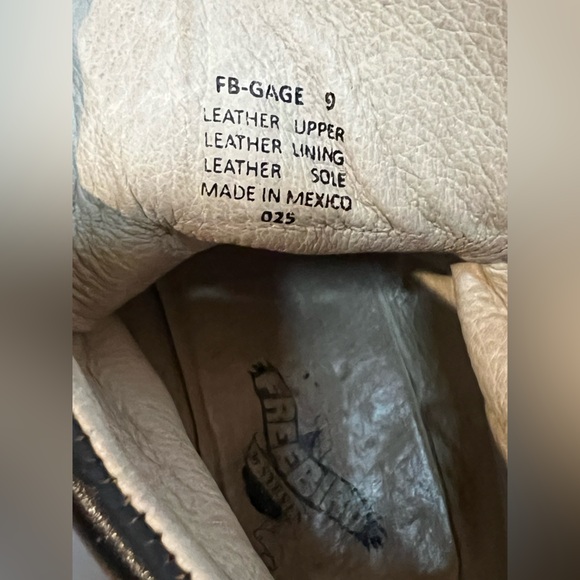 FB-GAGE 9
LEATHER UPPER
LEATHER LINING
LEATHER SOLE
MADE IN MEXICO
025
FREEBIRD